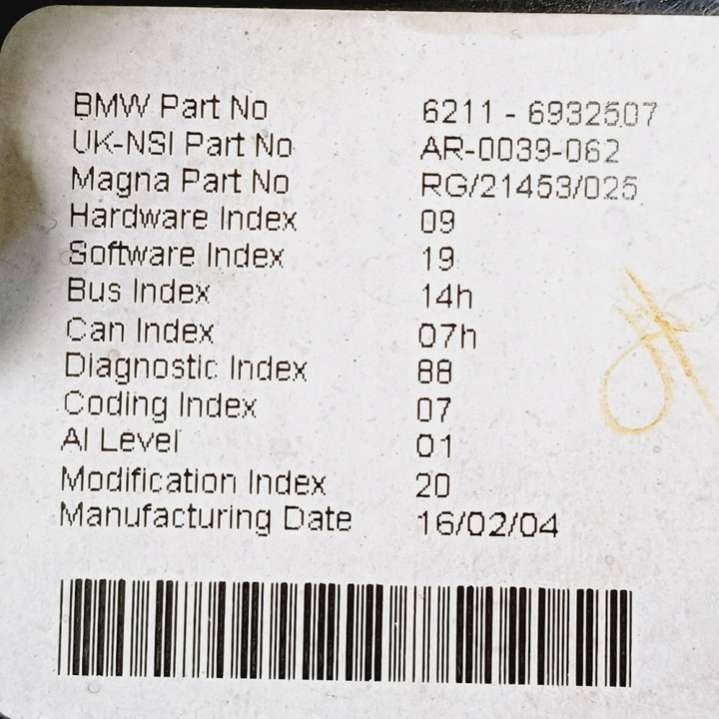 BMW Part No 6211 - 6932507
UK-NSI Part No AR-0039-062
Magna Part No RG/21453/025
Hardware Index 09
Software Index 19
Bus Index 14h
Can Index 07h
Diagnostic Index 88
Coding Index 07
AI Level 01
Modification Index 20
Manufacturing Date 16/02/04